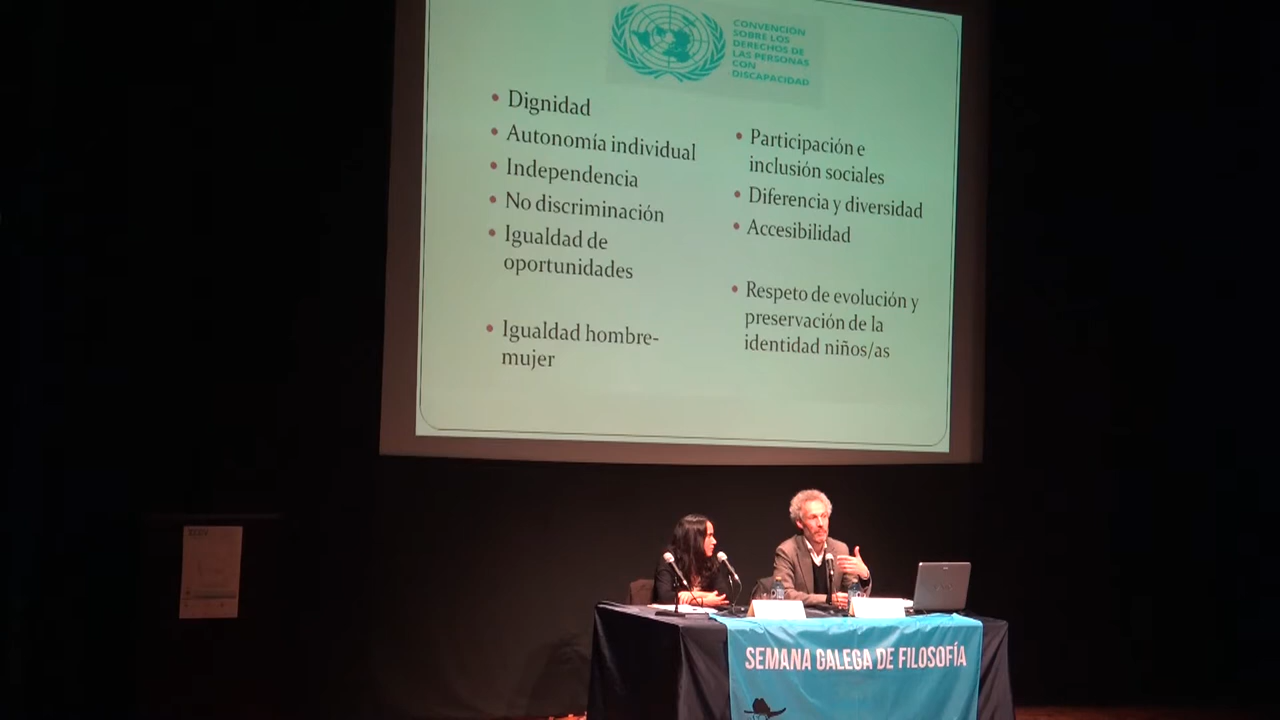 CONVENCIÓN
SOBRE LOS
DERECHOS DE
LAS PERSONAS
CON
DISCAPACIDAD
• Dignidad
• Autonomía individual
• Independencia
• No discriminación
• Igualdad de
oportunidades
• Igualdad hombre-
mujer
• Participación e
inclusión sociales
• Diferencia y diversidad
• Accesibilidad
• Respeto de evolución y
preservación de la
identidad niños/as
SEMANA GALEGA DE FILOSOFÍA